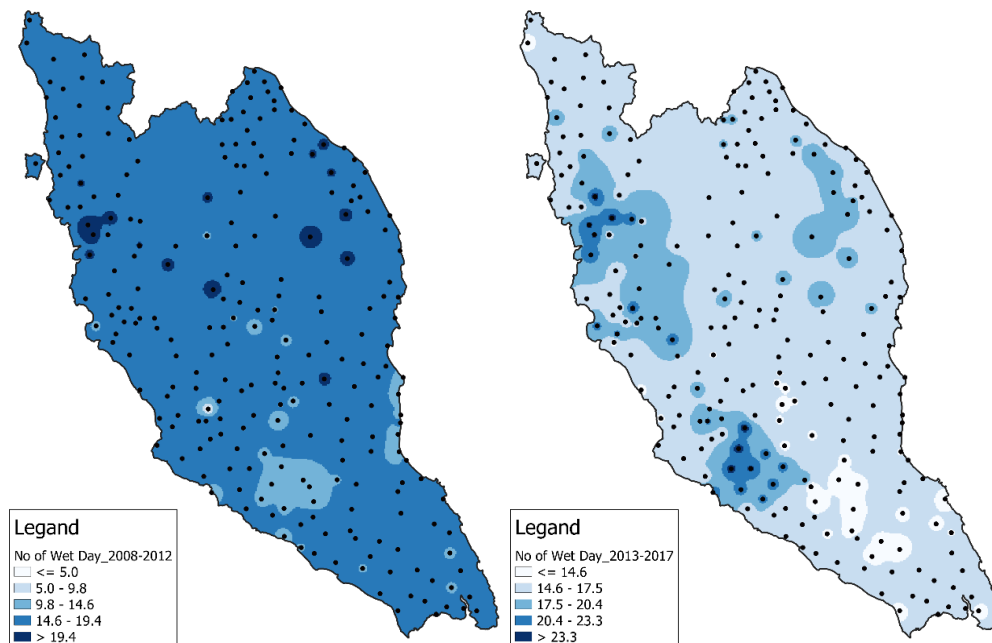 Legand
No of Wet Day_2008-2012
<= 5.0
5.0 - 9.8
9.8 - 14.6
14.6 - 19.4
> 19.4
Legand
No of Wet Day_2013-2017
<= 14.6
14.6 - 17.5
17.5 - 20.4
20.4 - 23.3
> 23.3